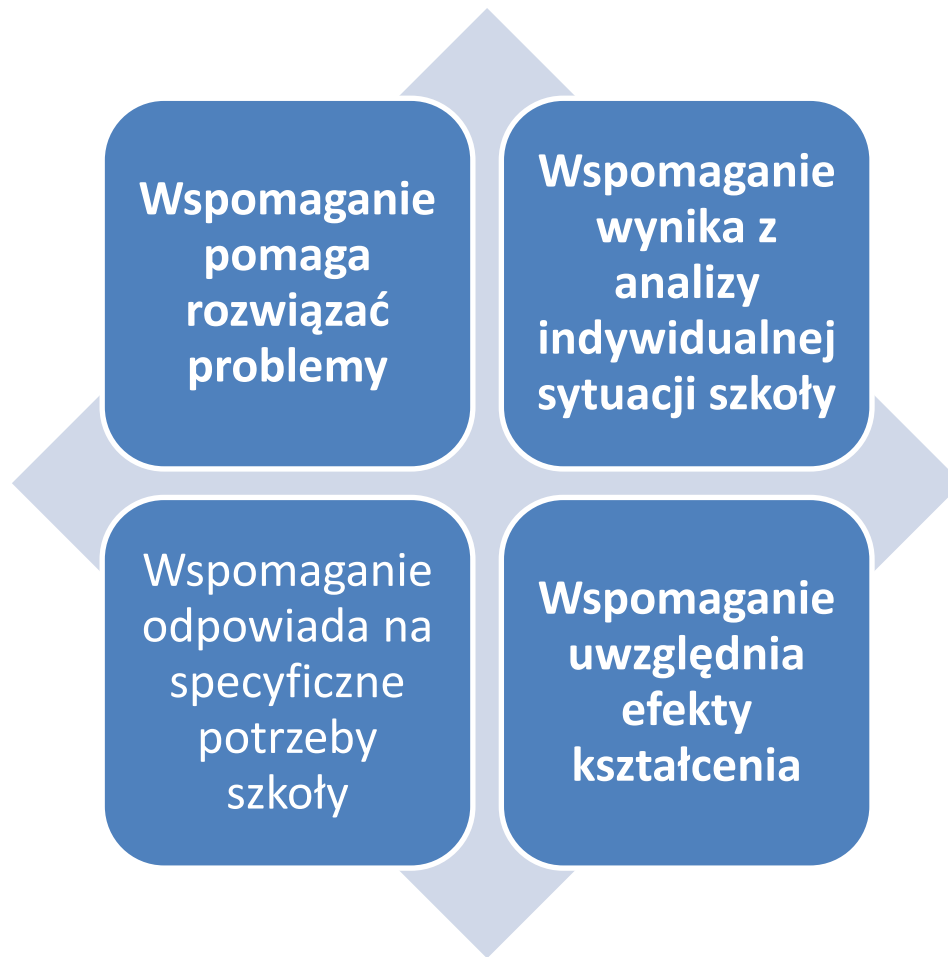 Wspomaganie
pomaga
rozwiązać
problemy
Wspomaganie
wynika z
analizy
indywidualnej
sytuacji szkoły
Wspomaganie
odpowiada na
specyficzne
potrzeby
szkoły
Wspomaganie
uwzględnia
efekty
kształcenia